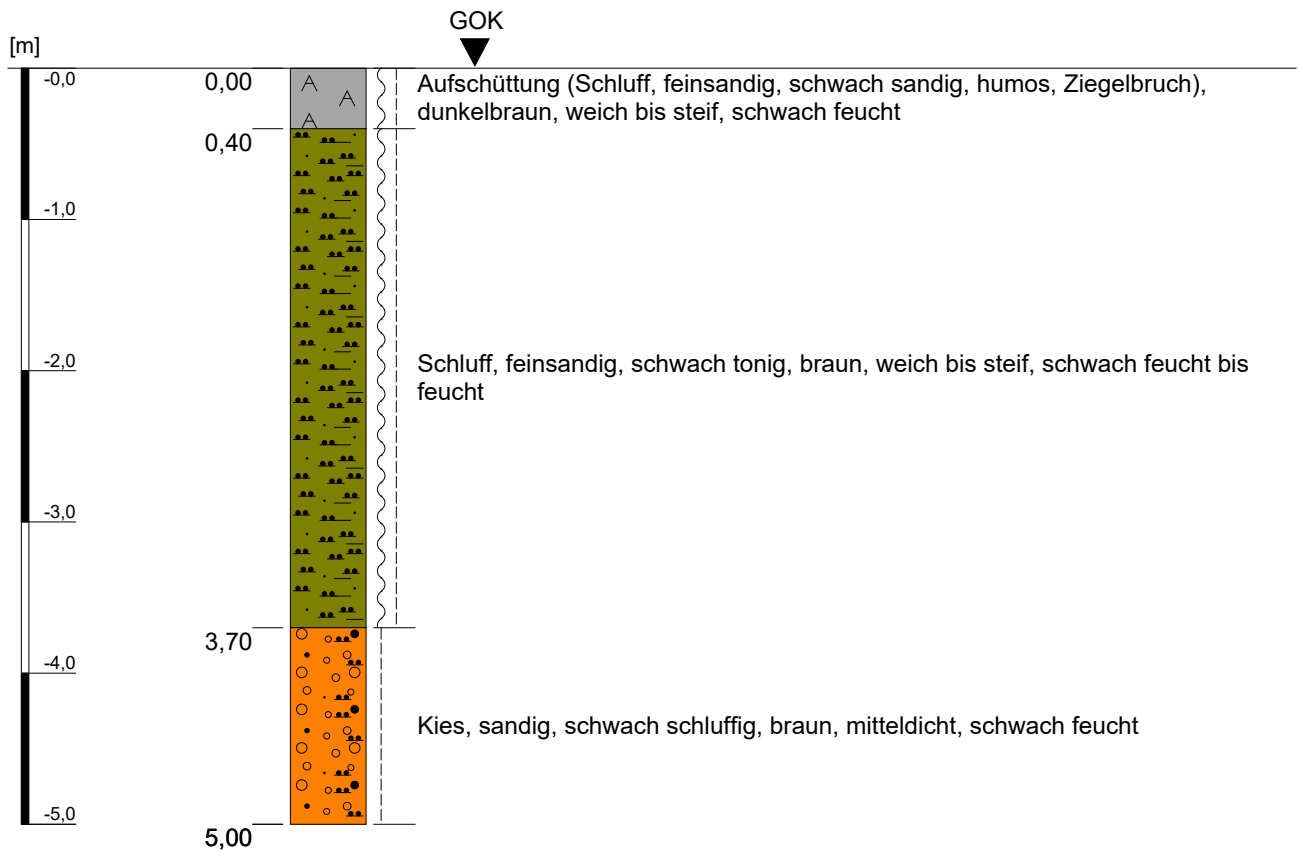 GOK
[m]
-0,0
0,00
Aufschüttung (Schluff, feinsandig, schwach sandig, humos, Ziegelbruch),
dunkelbraun, weich bis steif, schwach feucht
0,40
-1,0
-2,0
Schluff, feinsandig, schwach tonig, braun, weich bis steif, schwach feucht bis
feucht
-3,0
3,70
-4,0
Kies, sandig, schwach schluffig, braun, mitteldicht, schwach feucht
-5,0
5,00